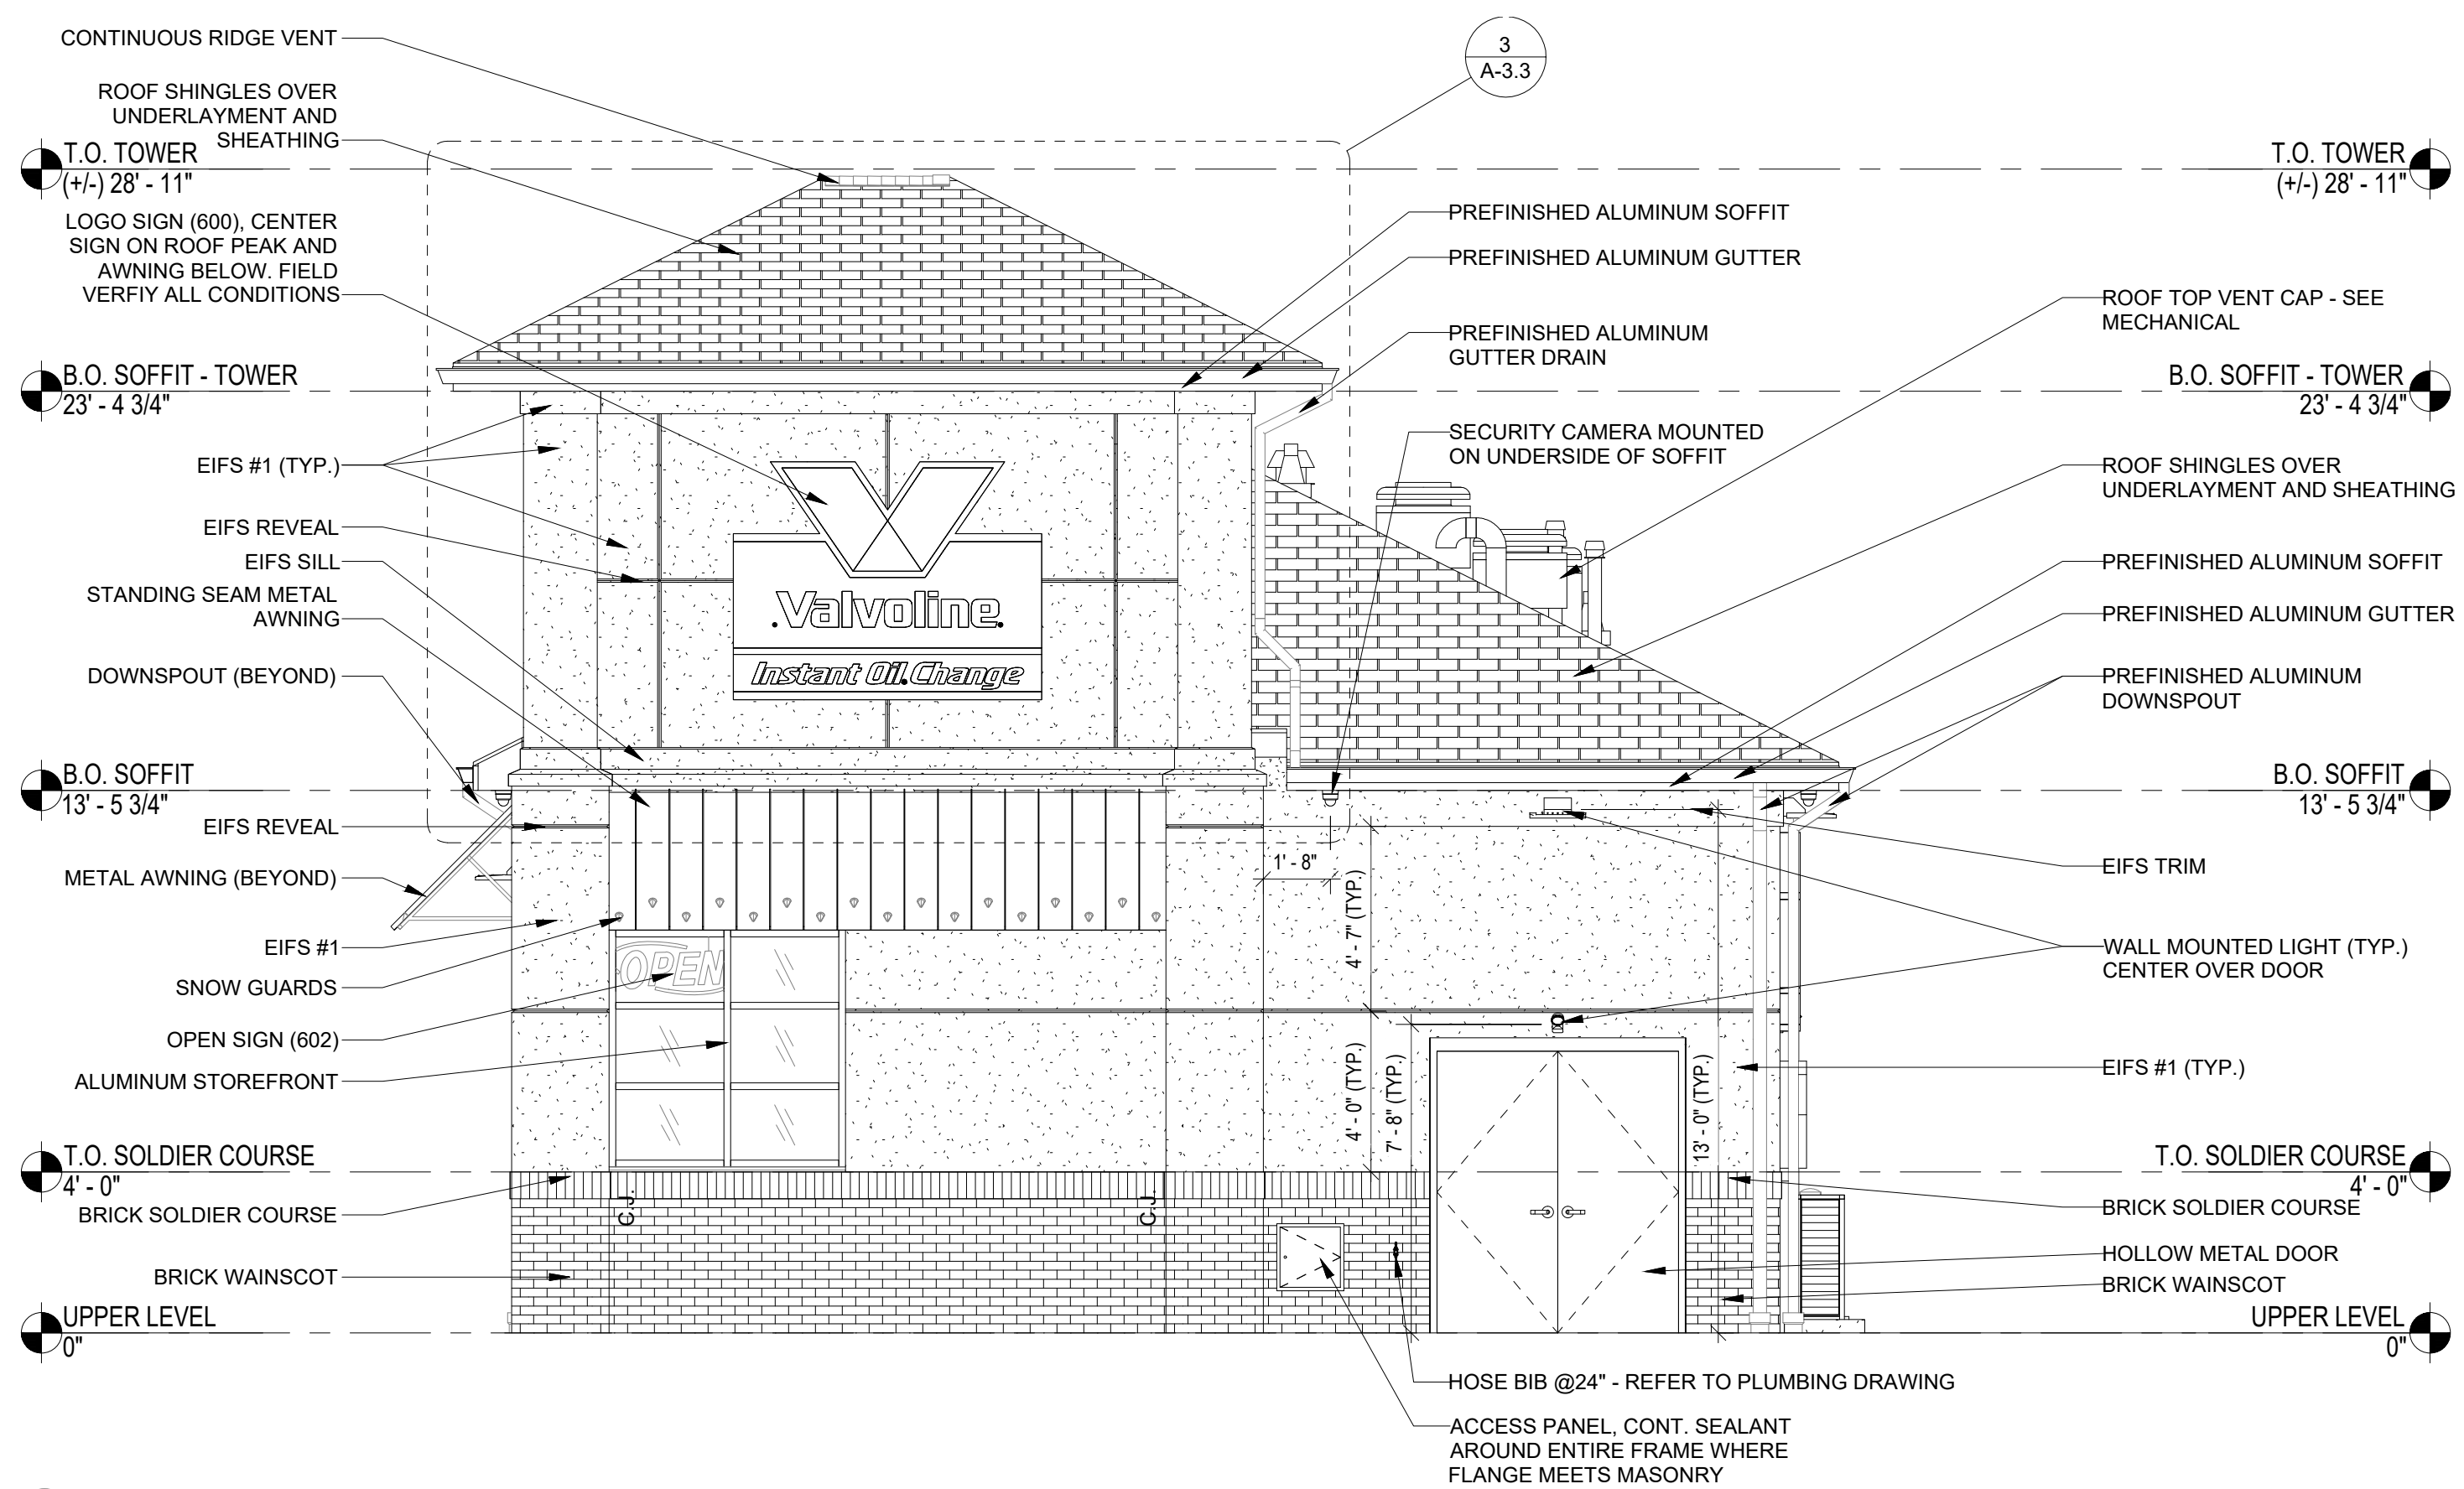 CONTINUOUS RIDGE VENT
ROOF SHINGLES OVER
UNDERLAYMENT AND
SHEATHING
T.O. TOWER
(+/-) 28' - 11"
LOGO SIGN (600), CENTER
SIGN ON ROOF PEAK AND
AWNING BELOW. FIELD
VERFIY ALL CONDITIONS
B.O. SOFFIT - TOWER
23' - 4 3/4"
EIFS #1 (TYP.)
EIFS REVEAL
EIFS SILL
STANDING SEAM METAL
AWNING
DOWNSPOUT (BEYOND)
B.O. SOFFIT
13' - 5 3/4"
EIFS REVEAL
METAL AWNING (BEYOND)
EIFS #1
SNOW GUARDS
OPEN SIGN (602)
ALUMINUM STOREFRONT
T.O. SOLDIER COURSE
4' - 0"
BRICK SOLDIER COURSE
BRICK WAINSCOT
UPPER LEVEL
0"
3
A-3.3
Valvoline
Instant Oil Change
OPEN
C.J.
C.J.
1' - 8"
4' - 7" (TYP.)
4' - 0" (TYP.)
7' - 8" (TYP.)
13' - 0" (TYP.)
PREFINISHED ALUMINUM SOFFIT
PREFINISHED ALUMINUM GUTTER
PREFINISHED ALUMINUM
GUTTER DRAIN
SECURITY CAMERA MOUNTED
ON UNDERSIDE OF SOFFIT
HOSE BIB @24" - REFER TO PLUMBING DRAWING
ACCESS PANEL, CONT. SEALANT
AROUND ENTIRE FRAME WHERE
FLANGE MEETS MASONRY
T.O. TOWER
(+/-) 28' - 11"
ROOF TOP VENT CAP - SEE
MECHANICAL
B.O. SOFFIT - TOWER
23' - 4 3/4"
ROOF SHINGLES OVER
UNDERLAYMENT AND SHEATHING
PREFINISHED ALUMINUM SOFFIT
PREFINISHED ALUMINUM GUTTER
PREFINISHED ALUMINUM
DOWNSPOUT
B.O. SOFFIT
13' - 5 3/4"
EIFS TRIM
WALL MOUNTED LIGHT (TYP.)
CENTER OVER DOOR
EIFS #1 (TYP.)
T.O. SOLDIER COURSE
4' - 0"
BRICK SOLDIER COURSE
HOLLOW METAL DOOR
BRICK WAINSCOT
UPPER LEVEL
0"